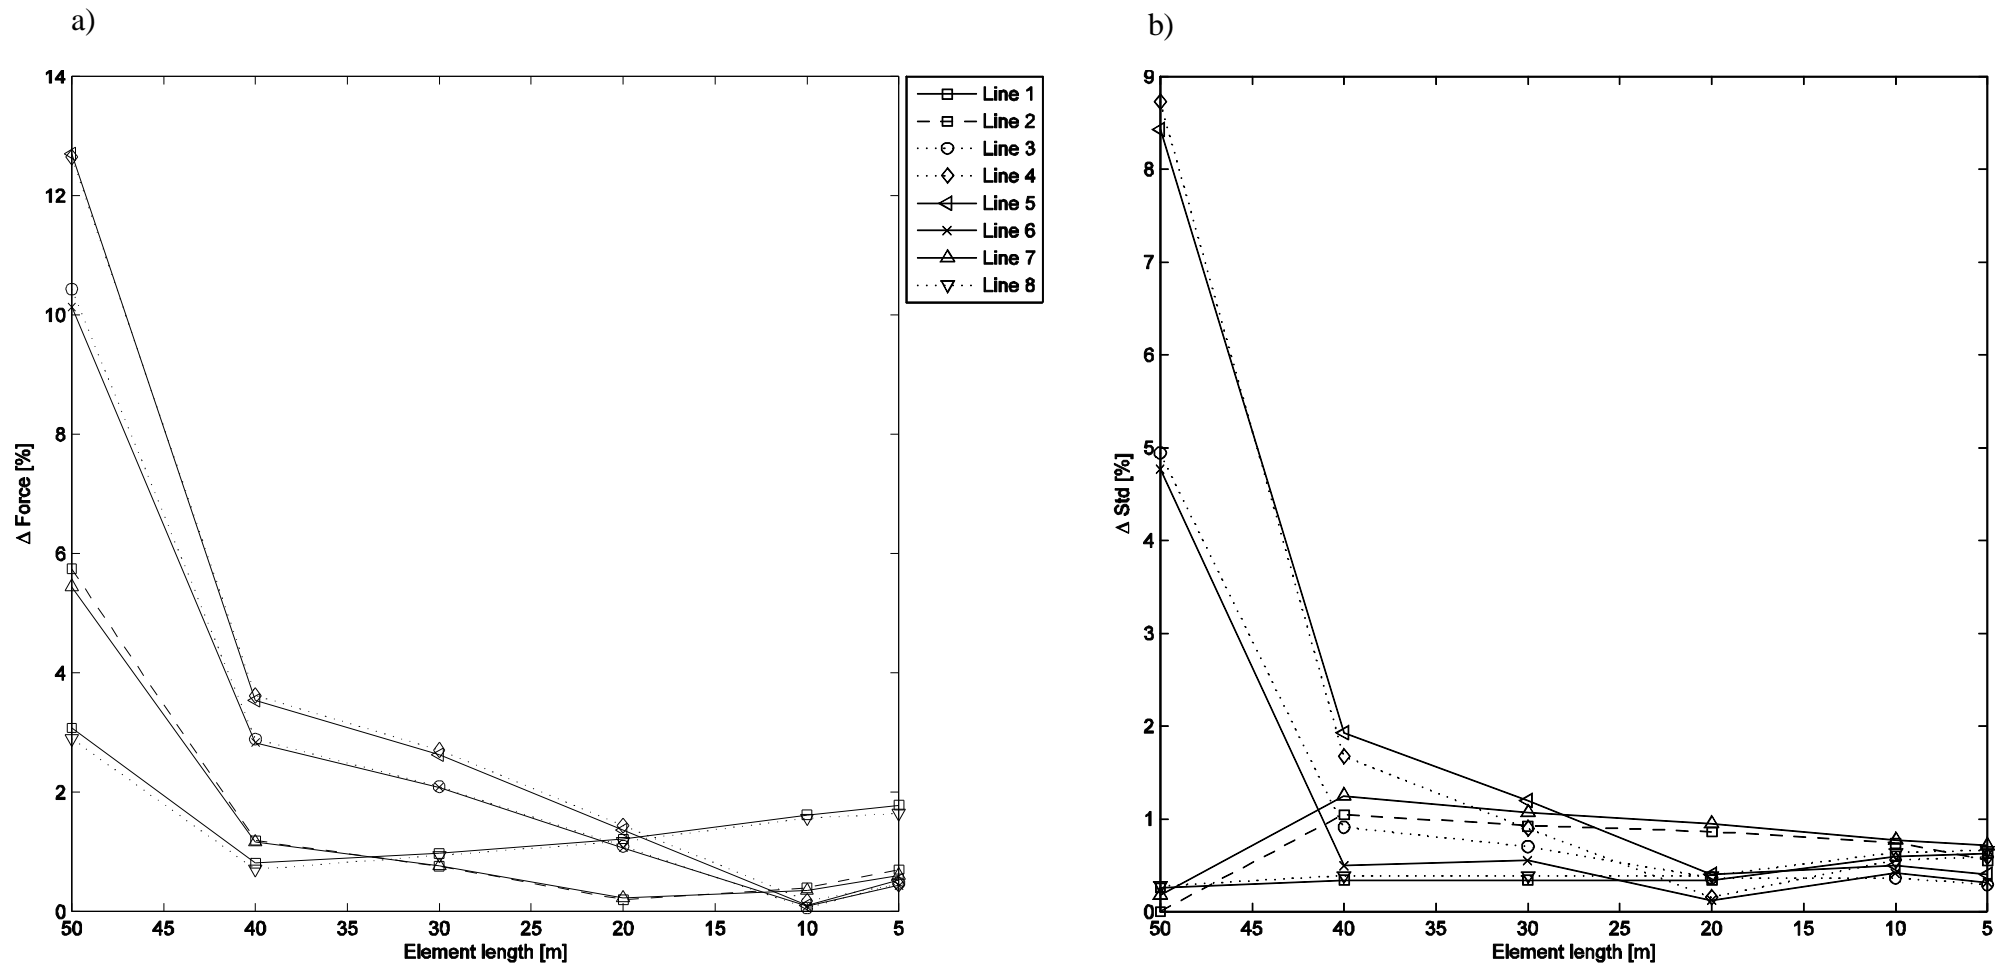 a)
14
12
10
8
6
4
2
0
Δ Force [%]
50 45 40 35 30 25 20 15 10 5
Element length [m]
Line 1
Line 2
Line 3
Line 4
Line 5
Line 6
Line 7
Line 8
b)
9
8
7
6
5
4
3
2
1
0
Δ Std [%]
50 45 40 35 30 25 20 15 10 5
Element length [m]